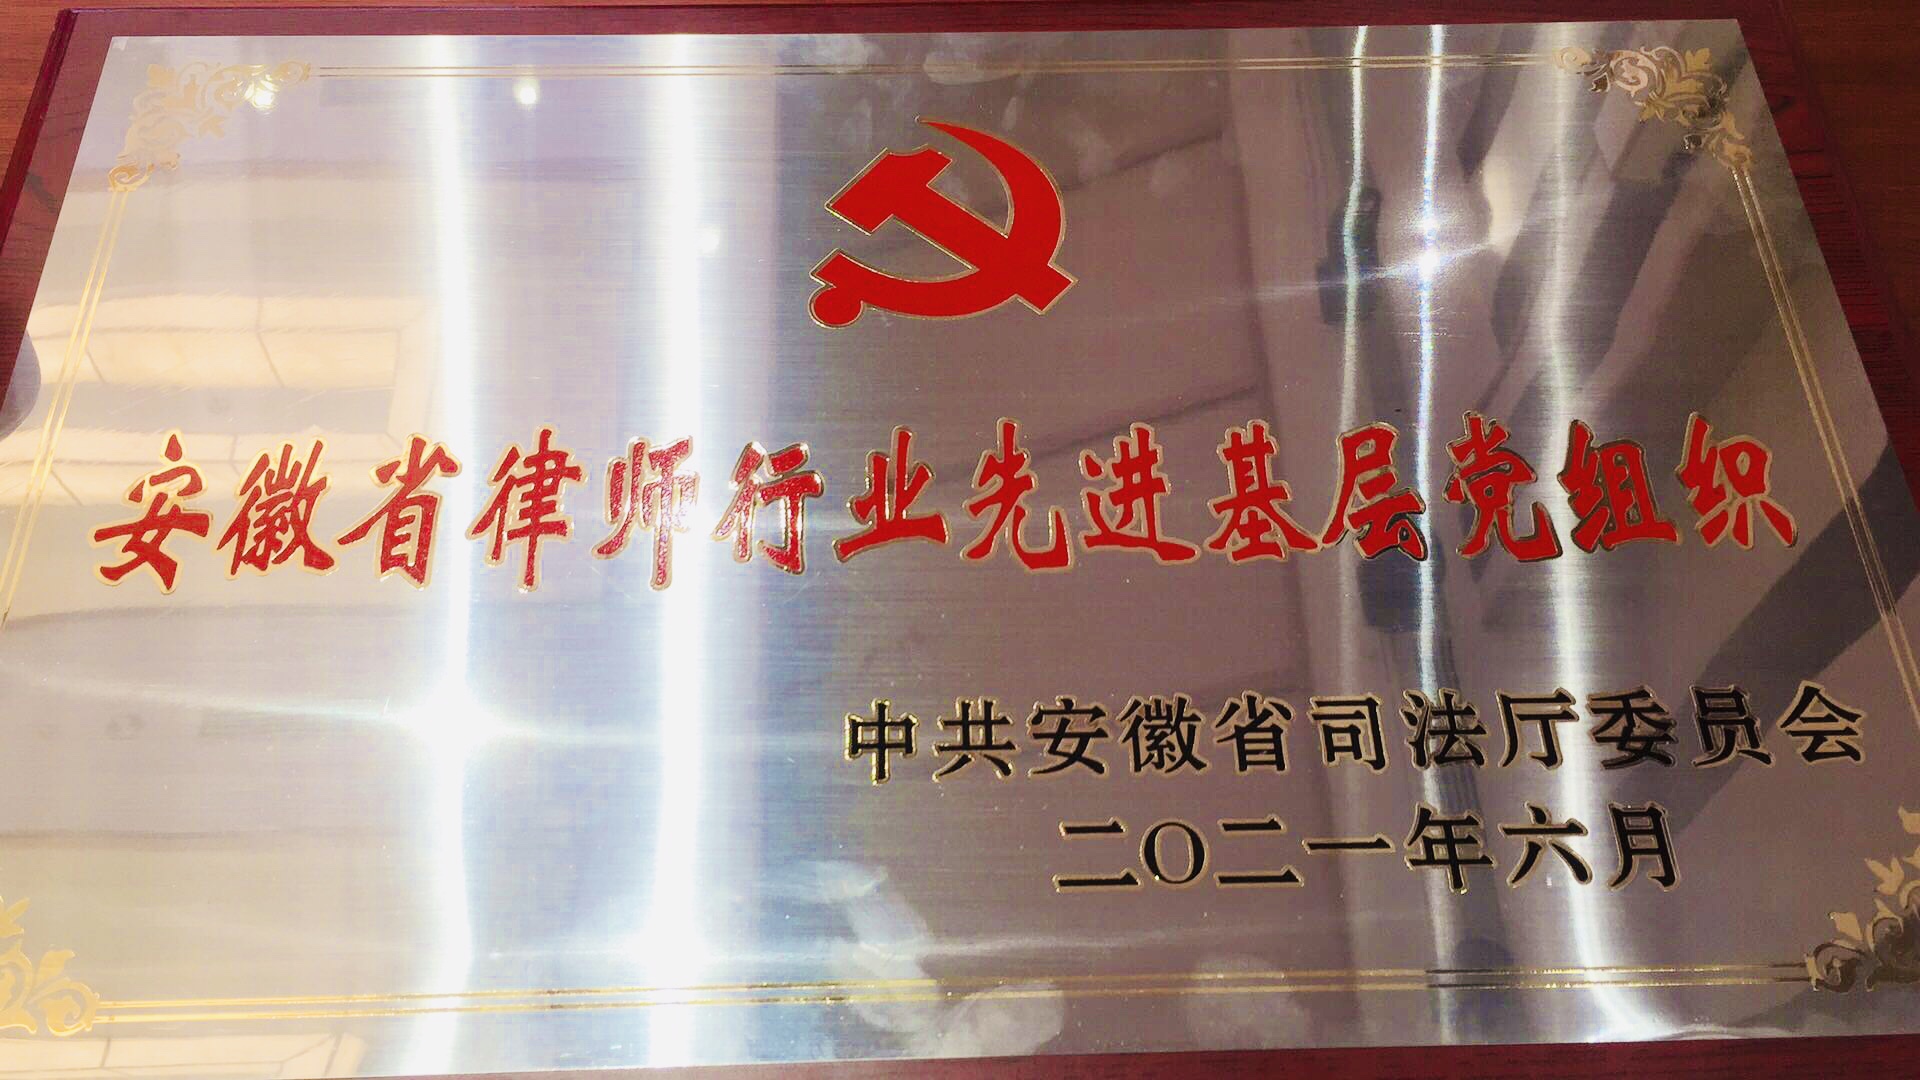 安徽省律师行业先进基层党组织
中共安徽省司法厅委员会
二〇二一年六月